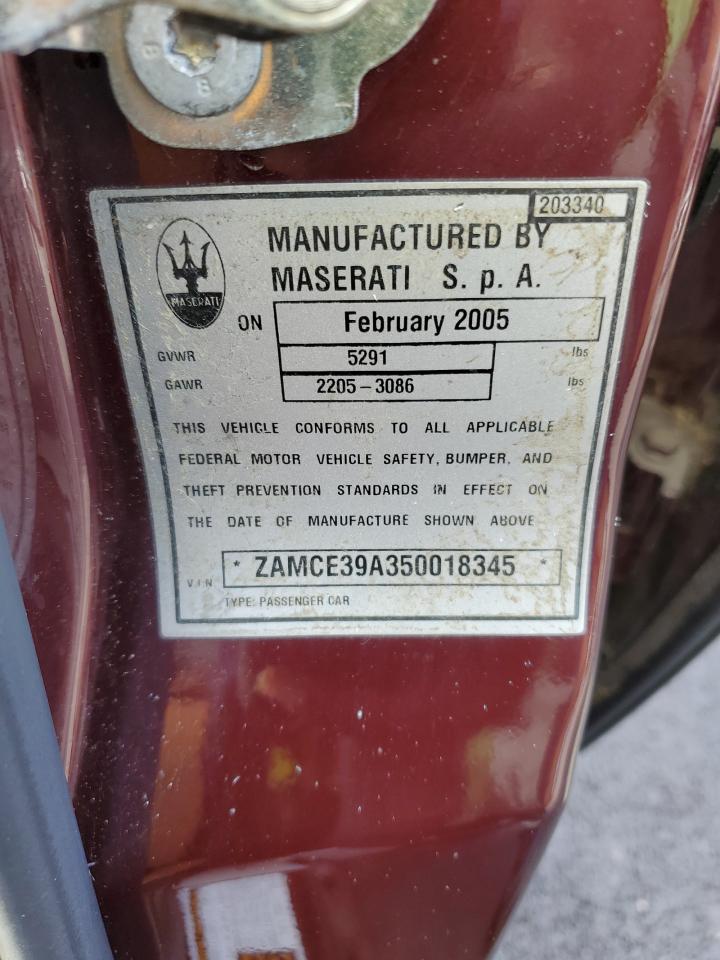 203340
MANUFACTURED BY
MASERATI S. p. A.
MASERATI
ON February 2005
GVWR 5291 lbs
GAWR 2205-3086 lbs
THIS VEHICLE CONFORMS TO ALL APPLICABLE
FEDERAL MOTOR VEHICLE SAFETY, BUMPER, AND
THEFT PREVENTION STANDARDS IN EFFECT ON
THE DATE OF MANUFACTURE SHOWN ABOVE
V.I.N * ZAMCE39A350018345 *
TYPE: PASSENGER CAR